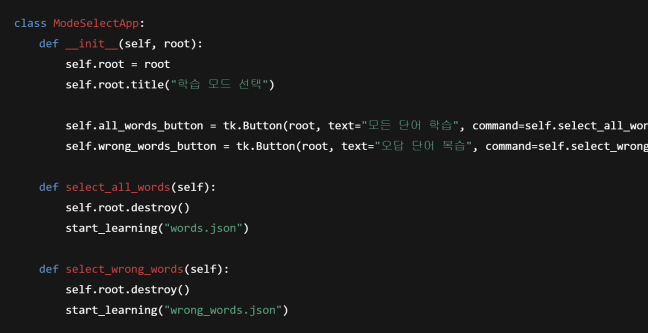 class ModeSelectApp:
    def __init__(self, root):
        self.root = root
        self.root.title("학습 모드 선택")

        self.all_words_button = tk.Button(root, text="모든 단어 학습", command=self.select_all_wor
        self.wrong_words_button = tk.Button(root, text="오답 단어 복습", command=self.select_wrong

    def select_all_words(self):
        self.root.destroy()
        start_learning("words.json")

    def select_wrong_words(self):
        self.root.destroy()
        start_learning("wrong_words.json")